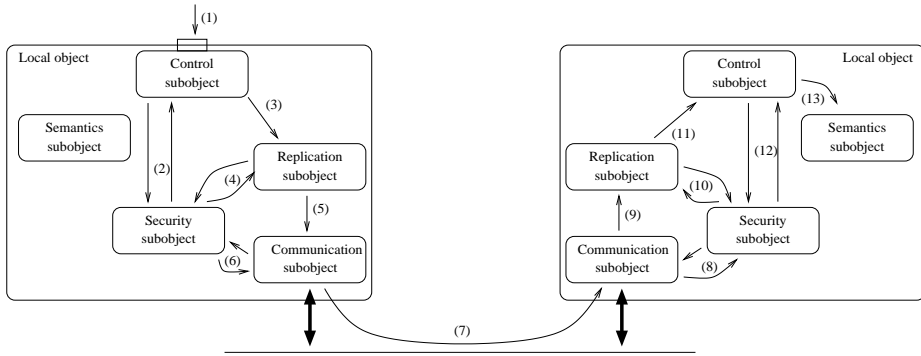 (1)
Local object
Control
subobject
(3)
Semantics
subobject
(2)
Replication
subobject
(4)
(5)
Security
subobject
(6)
Communication
subobject
(7)
Local object
Control
subobject
(13)
Semantics
subobject
(11)
(12)
Replication
subobject
(10)
(9)
Security
subobject
Communication
subobject
(8)